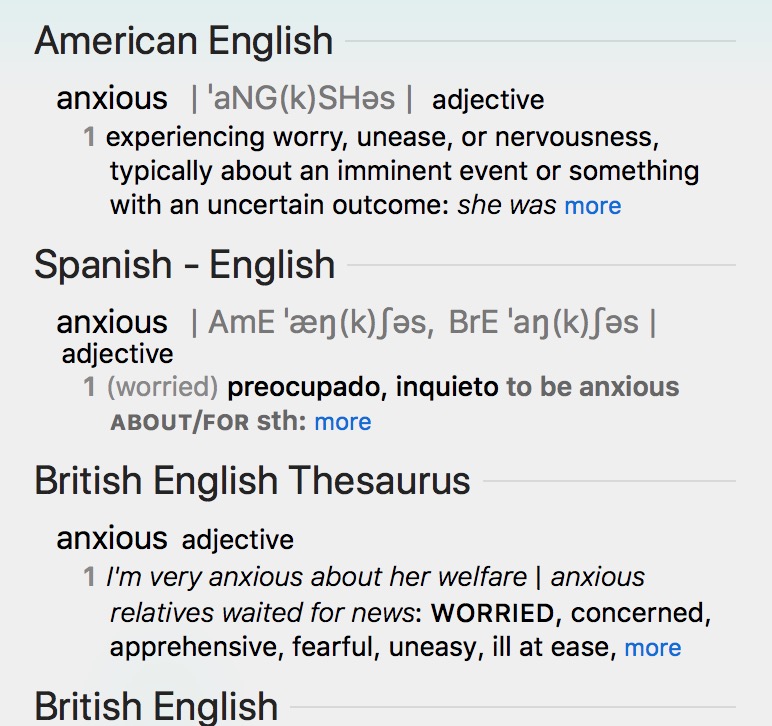 American English
anxious | ˈaNG(k)SHəs | adjective
1 experiencing worry, unease, or nervousness,
typically about an imminent event or something
with an uncertain outcome: she was more
Spanish - English
anxious | AmE ˈæŋ(k)ʃəs, BrE ˈaŋ(k)ʃəs |
adjective
1 (worried) preocupado, inquieto to be anxious
ABOUT/FOR sth: more
British English Thesaurus
anxious adjective
1 I'm very anxious about her welfare | anxious
relatives waited for news: WORRIED, concerned,
apprehensive, fearful, uneasy, ill at ease, more
British English